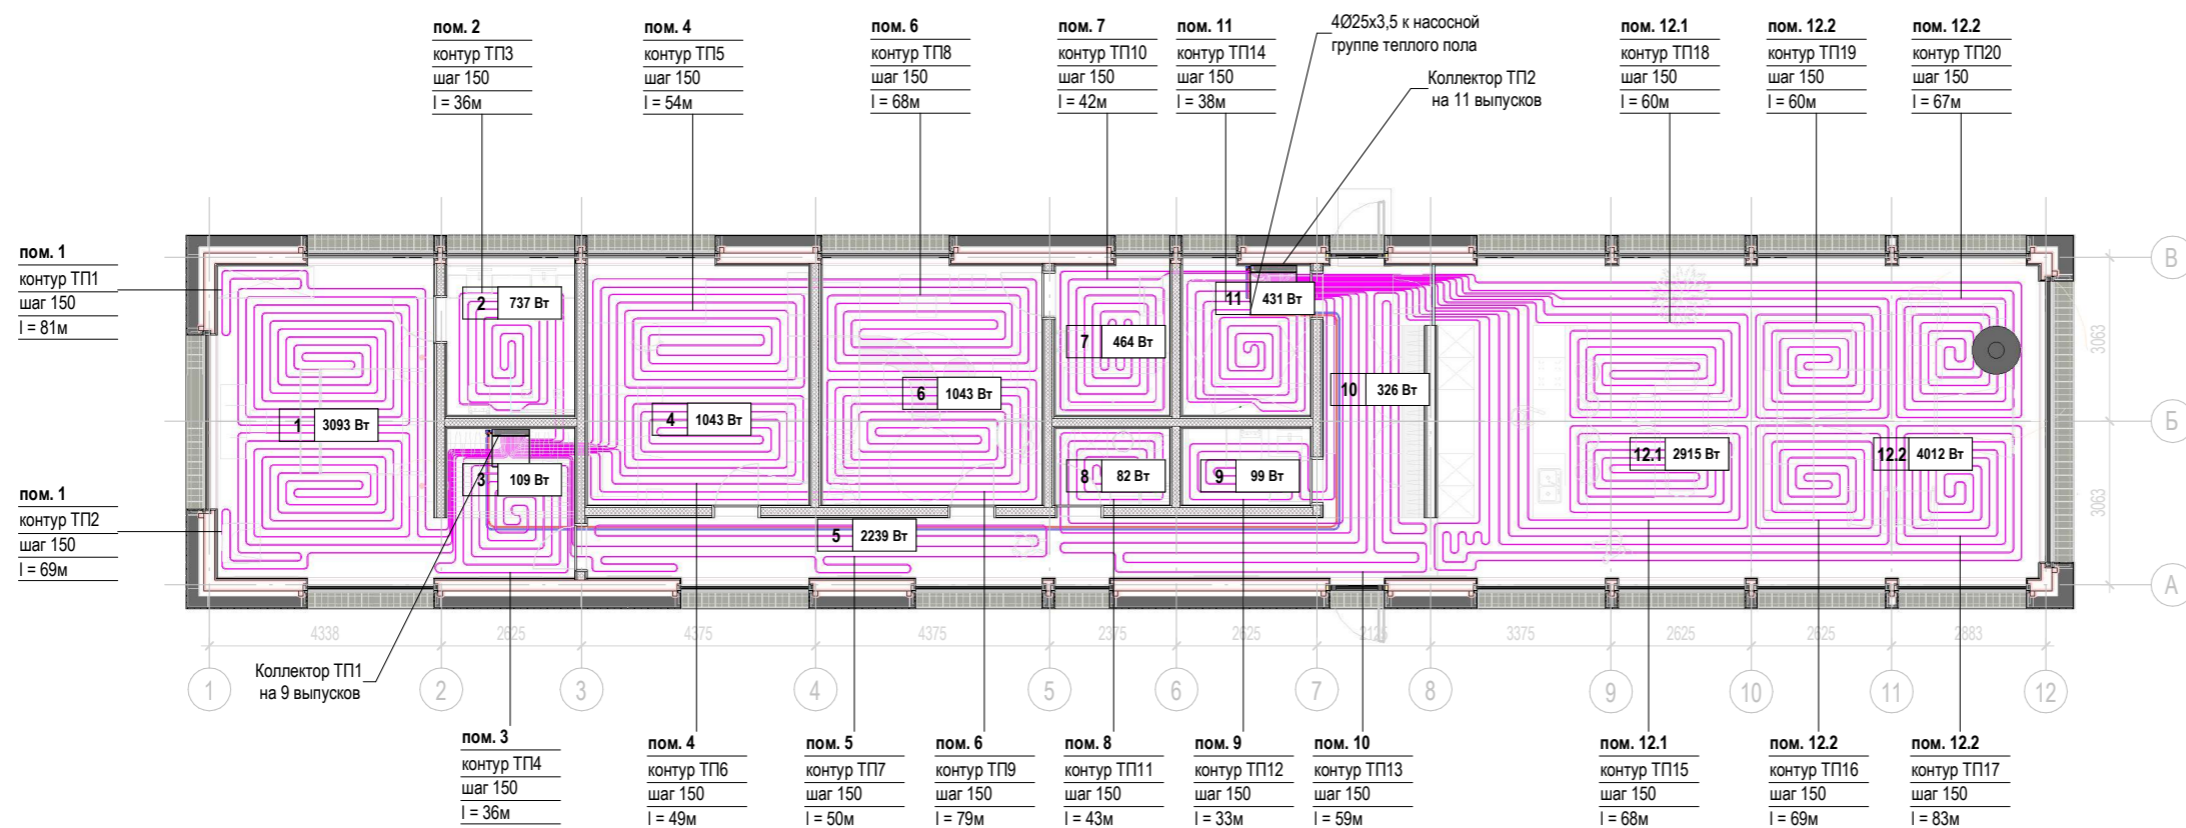 пом. 2
контур ТП3
шаг 150
l = 36м
пом. 4
контур ТП5
шаг 150
l = 54м
пом. 6
контур ТП8
шаг 150
l = 68м
пом. 7
контур ТП10
шаг 150
l = 42м
пом. 11
контур ТП14
шаг 150
l = 38м
4Ø25х3,5 к насосной
группе теплого пола
Коллектор ТП2
на 11 выпусков
пом. 12.1
контур ТП18
шаг 150
l = 60м
пом. 12.2
контур ТП19
шаг 150
l = 60м
пом. 12.2
контур ТП20
шаг 150
l = 67м
пом. 1
контур ТП1
шаг 150
l = 81м
пом. 1
контур ТП2
шаг 150
l = 69м
1 3093 Вт
2 737 Вт
3 109 Вт
4 1043 Вт
5 2239 Вт
6 1043 Вт
7 464 Вт
8 82 Вт
9 99 Вт
10 326 Вт
11 431 Вт
12.1 2915 Вт
12.2 4012 Вт
В
3063
Б
3063
А
4338
2625
4375
4375
2375
2625
2125
3375
2625
2625
2883
1
2
3
4
5
6
7
8
9
10
11
12
Коллектор ТП1
на 9 выпусков
пом. 3
контур ТП4
шаг 150
l = 36м
пом. 4
контур ТП6
шаг 150
l = 49м
пом. 5
контур ТП7
шаг 150
l = 50м
пом. 6
контур ТП9
шаг 150
l = 79м
пом. 8
контур ТП11
шаг 150
l = 43м
пом. 9
контур ТП12
шаг 150
l = 33м
пом. 10
контур ТП13
шаг 150
l = 59м
пом. 12.1
контур ТП15
шаг 150
l = 68м
пом. 12.2
контур ТП16
шаг 150
l = 69м
пом. 12.2
контур ТП17
шаг 150
l = 83м